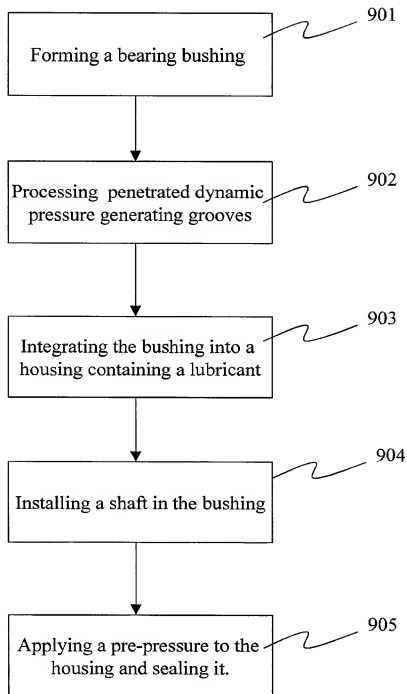 901
Forming a bearing bushing
902
Processing penetrated dynamic
pressure generating grooves
903
Integrating the bushing into a
housing containing a lubricant
904
Installing a shaft in the bushing
905
Applying a pre-pressure to the
housing and sealing it.